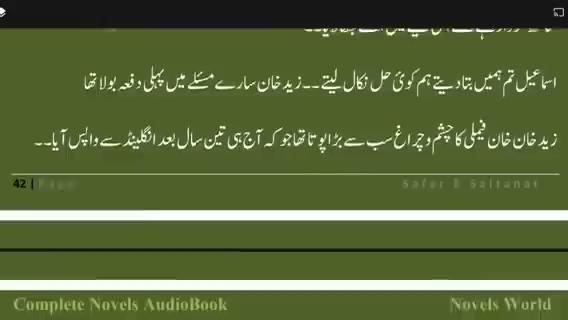 اسماعیل تم ہمیں بتا دیتے ہم کوئی حل نکال لیتے۔۔زید خان سارے مسئلے میں پہلی دفعہ بولا تھا
زید خان خان فیملی کا چشم و چراغ سب سے بڑا پوتا تھا جو کہ آج ہی تین سال بعد انگلینڈ سے واپس آیا۔۔
42 | Page
Safar E Saltanat
Complete Novels AudioBook
Novels World